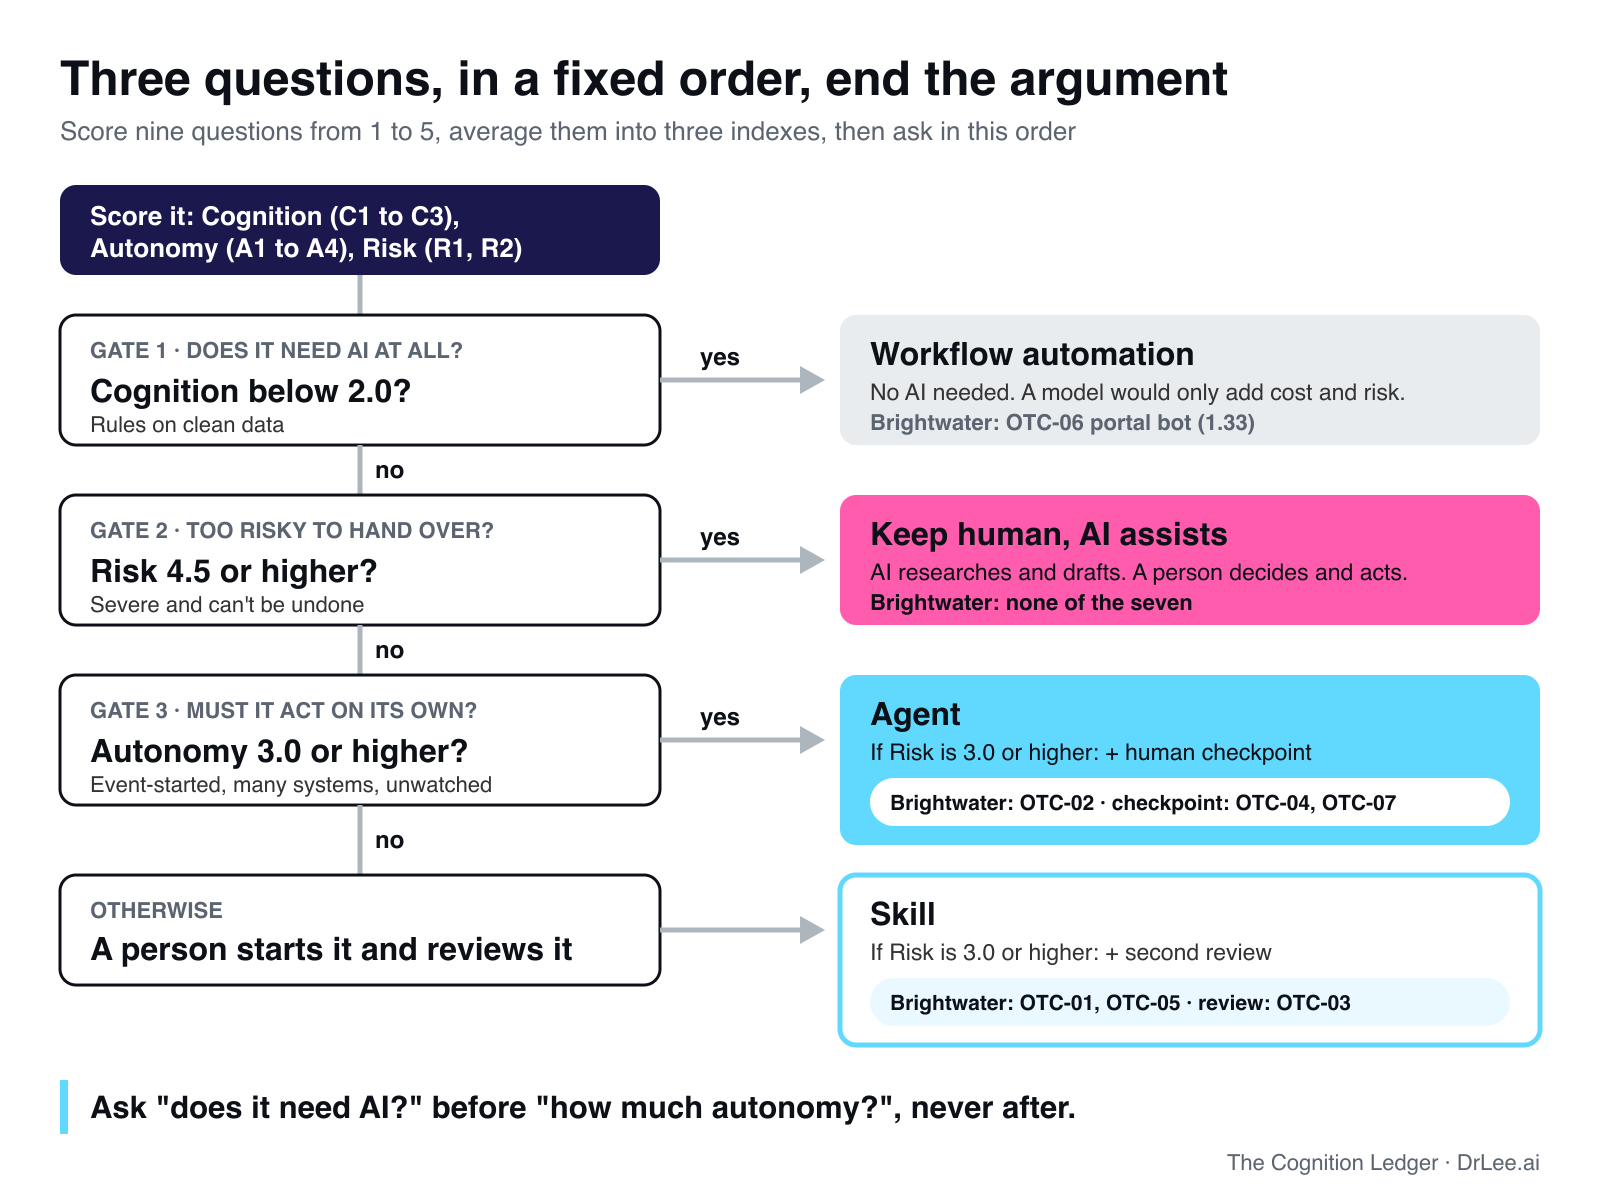 Three questions, in a fixed order, end the argument
Score nine questions from 1 to 5, average them into three indexes, then ask in this order
Score it: Cognition (C1 to C3),
Autonomy (A1 to A4), Risk (R1, R2)
GATE 1 · DOES IT NEED AI AT ALL?
Cognition below 2.0?
Rules on clean data
yes
Workflow automation
No AI needed. A model would only add cost and risk.
Brightwater: OTC-06 portal bot (1.33)
no
GATE 2 · TOO RISKY TO HAND OVER?
Risk 4.5 or higher?
Severe and can't be undone
yes
Keep human, AI assists
AI researches and drafts. A person decides and acts.
Brightwater: none of the seven
no
GATE 3 · MUST IT ACT ON ITS OWN?
Autonomy 3.0 or higher?
Event-started, many systems, unwatched
yes
Agent
If Risk is 3.0 or higher: + human checkpoint
Brightwater: OTC-02 · checkpoint: OTC-04, OTC-07
no
OTHERWISE
A person starts it and reviews it
Skill
If Risk is 3.0 or higher: + second review
Brightwater: OTC-01, OTC-05 · review: OTC-03
Ask "does it need AI?" before "how much autonomy?", never after.
The Cognition Ledger · DrLee.ai